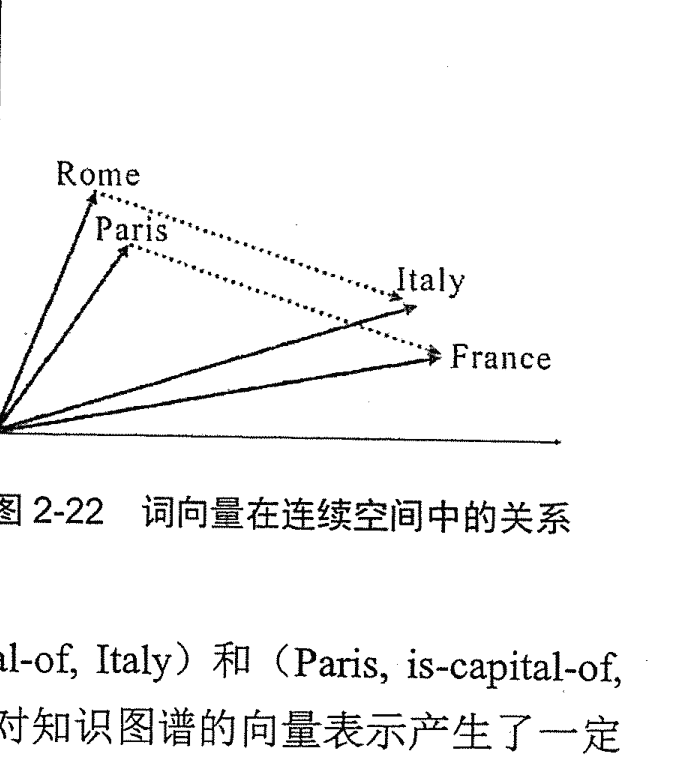 Rome
Paris
Italy
France
图 2-22 词向量在连续空间中的关系
al-of, Italy）和（Paris, is-capital-of,
对知识图谱的向量表示产生了一定